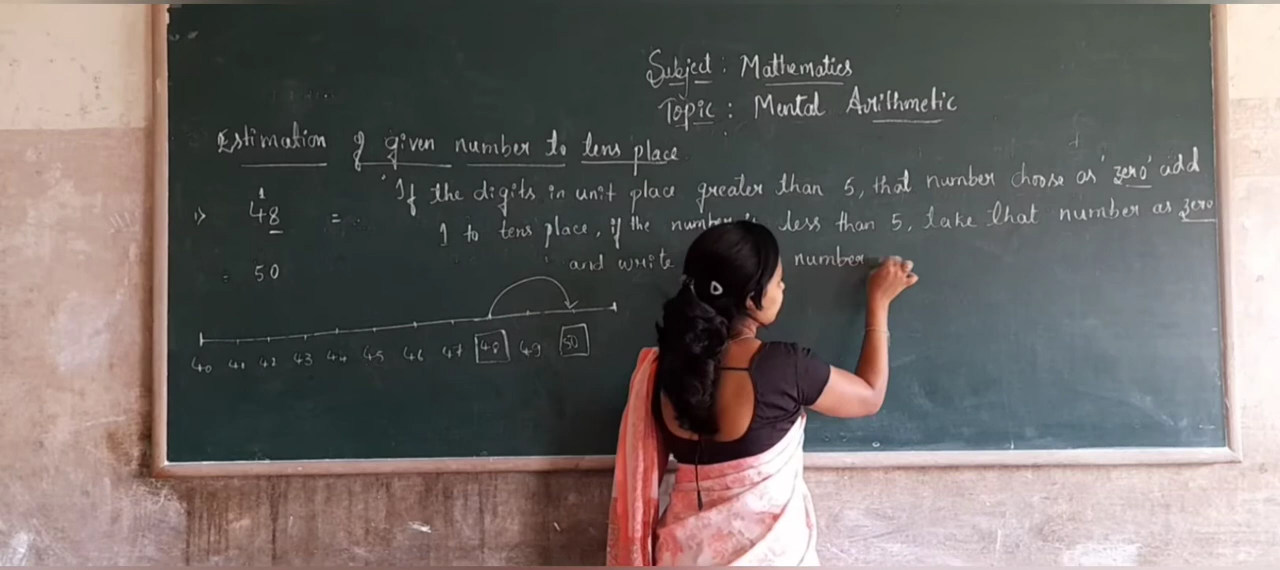 Subject : Mathematics
Topic : Mental Arithmetic
Estimation of given number to tens place.
If the digits in unit place greater than 5, that number choose as 'zero' add
1 to tens place, if the number is less than 5, take that number as zero
and write number
1
1) 48 =
= 50
40 41 42 43 44 45 46 47 48 49 50